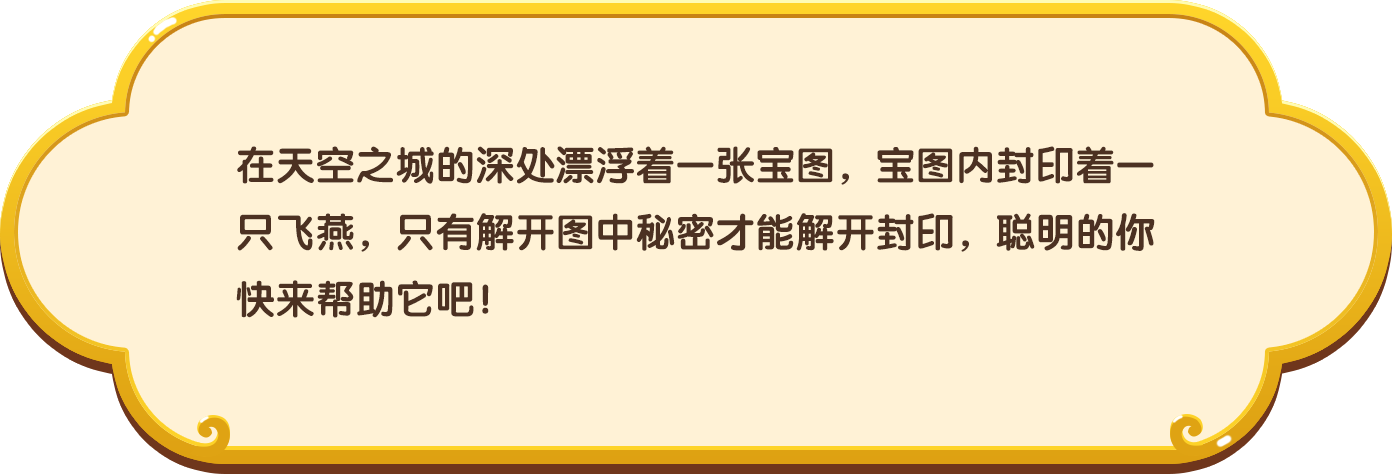 在天空之城的深处漂浮着一张宝图，宝图内封印着一
只飞燕，只有解开图中秘密才能解开封印，聪明的你
快来帮助它吧！